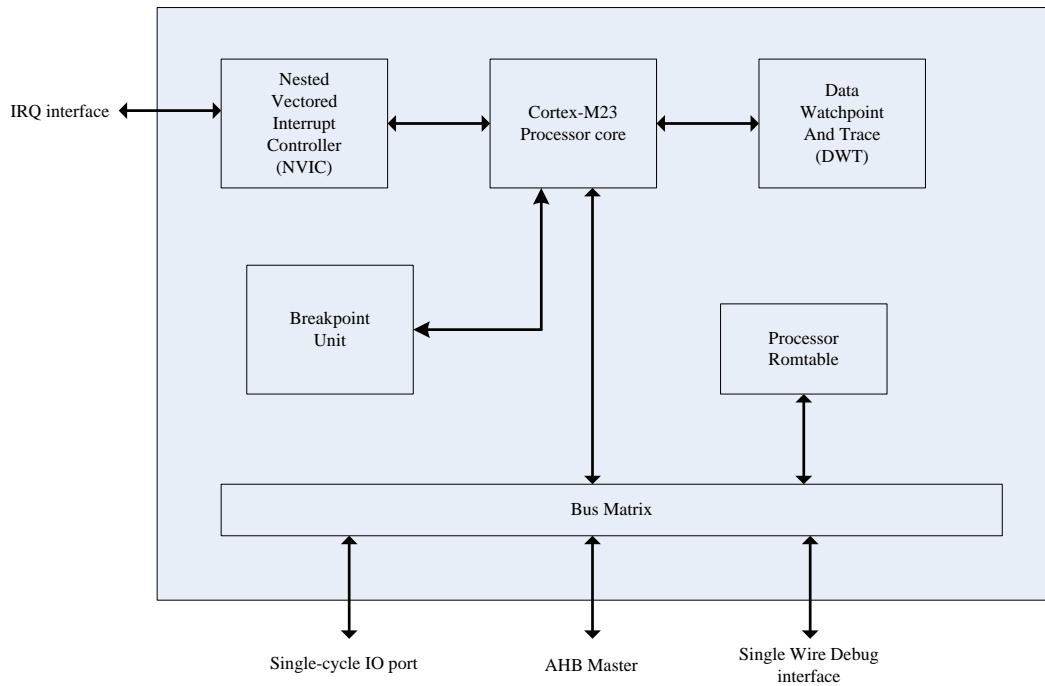 Nested
Vectored
Interrupt
Controller
(NVIC)
Cortex-M23
Processor core
Data
Watchpoint
And Trace
(DWT)
IRQ interface
Breakpoint
Unit
Processor
Romtable
Bus Matrix
Single-cycle IO port
AHB Master
Single Wire Debug
interface